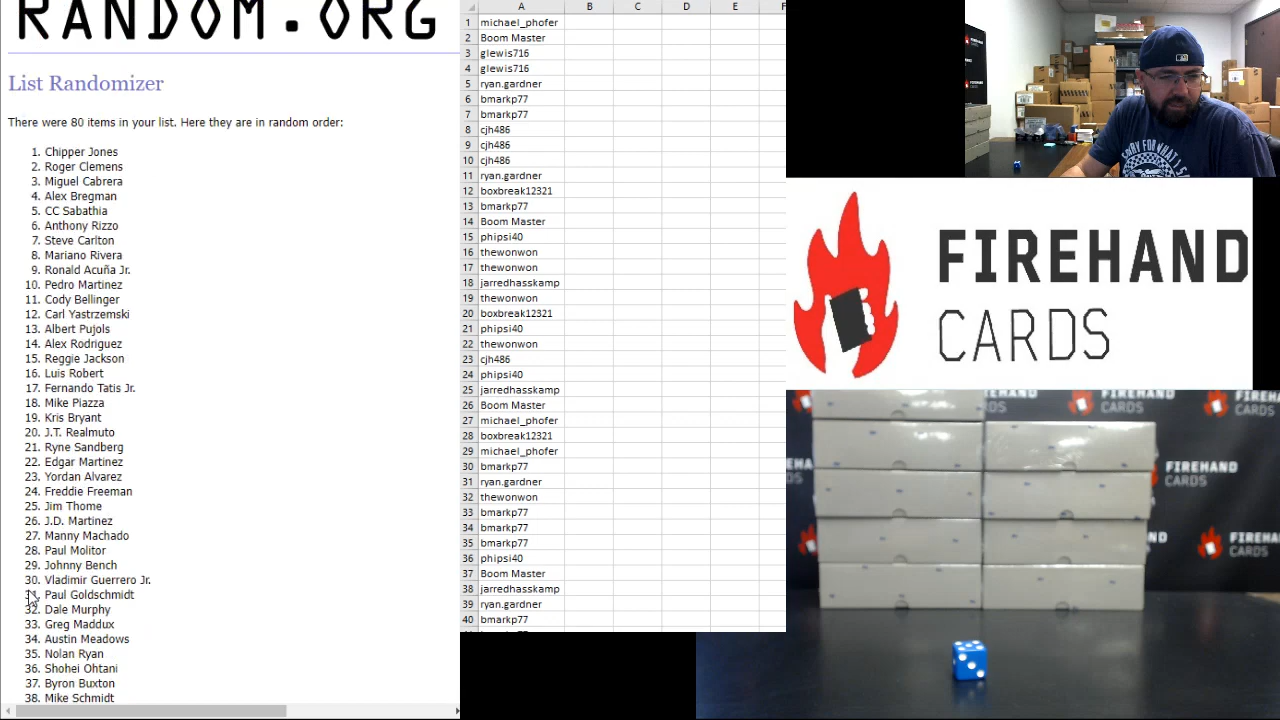 RANDOM.ORG
List Randomizer
There were 80 items in your list. Here they are in random order:
1. Chipper Jones
2. Roger Clemens
3. Miguel Cabrera
4. Alex Bregman
5. CC Sabathia
6. Anthony Rizzo
7. Steve Carlton
8. Mariano Rivera
9. Ronald Acuña Jr.
10. Pedro Martinez
11. Cody Bellinger
12. Carl Yastrzemski
13. Albert Pujols
14. Alex Rodriguez
15. Reggie Jackson
16. Luis Robert
17. Fernando Tatis Jr.
18. Mike Piazza
19. Kris Bryant
20. J.T. Realmuto
21. Ryne Sandberg
22. Edgar Martinez
23. Yordan Alvarez
24. Freddie Freeman
25. Jim Thome
26. J.D. Martinez
27. Manny Machado
28. Paul Molitor
29. Johnny Bench
30. Vladimir Guerrero Jr.
31. Paul Goldschmidt
32. Dale Murphy
33. Greg Maddux
34. Austin Meadows
35. Nolan Ryan
36. Shohei Ohtani
37. Byron Buxton
38. Mike Schmidt
A B C D E F
1 michael_phofer
2 Boom Master
3 glewis716
4 glewis716
5 ryan.gardner
6 bmarkp77
7 bmarkp77
8 cjh486
9 cjh486
10 cjh486
11 ryan.gardner
12 boxbreak12321
13 bmarkp77
14 Boom Master
15 phipsi40
16 thewonwon
17 thewonwon
18 jarredhasskamp
19 thewonwon
20 boxbreak12321
21 phipsi40
22 thewonwon
23 cjh486
24 phipsi40
25 jarredhasskamp
26 Boom Master
27 michael_phofer
28 boxbreak12321
29 michael_phofer
30 bmarkp77
31 ryan.gardner
32 thewonwon
33 bmarkp77
34 bmarkp77
35 bmarkp77
36 phipsi40
37 Boom Master
38 jarredhasskamp
39 ryan.gardner
40 bmarkp77
FIREHAND
CARDS
CARDS
FIREHAND
CARDS
FIREHAND
CARDS